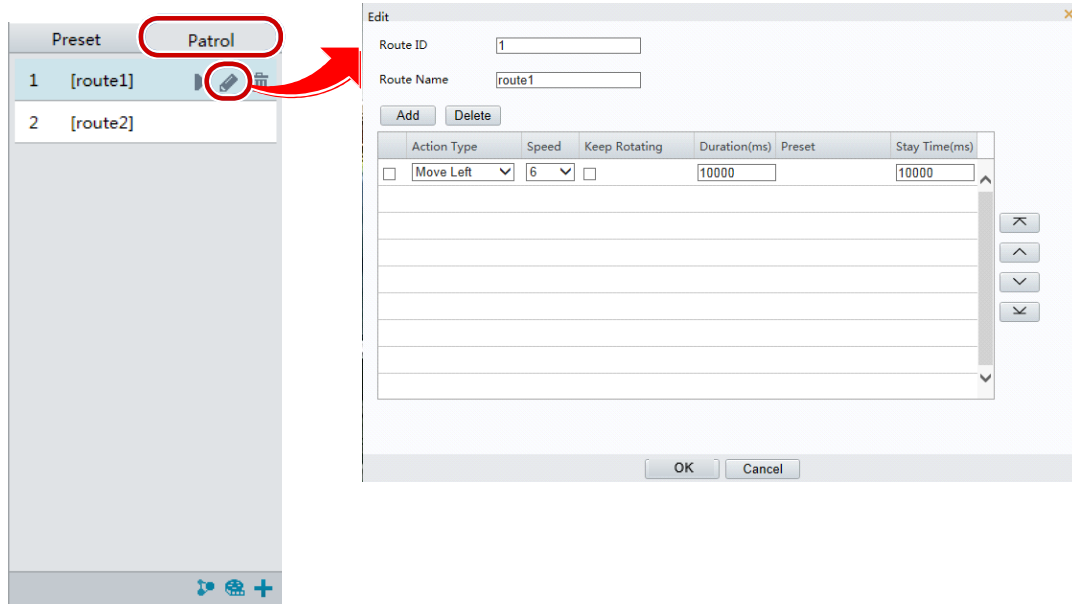 Preset Patrol
1 [route1]
2 [route2]
Edit
Route ID 1
Route Name route1
Add Delete
Action Type Speed Keep Rotating Duration(ms) Preset Stay Time(ms)
Move Left 6 10000 10000
OK Cancel